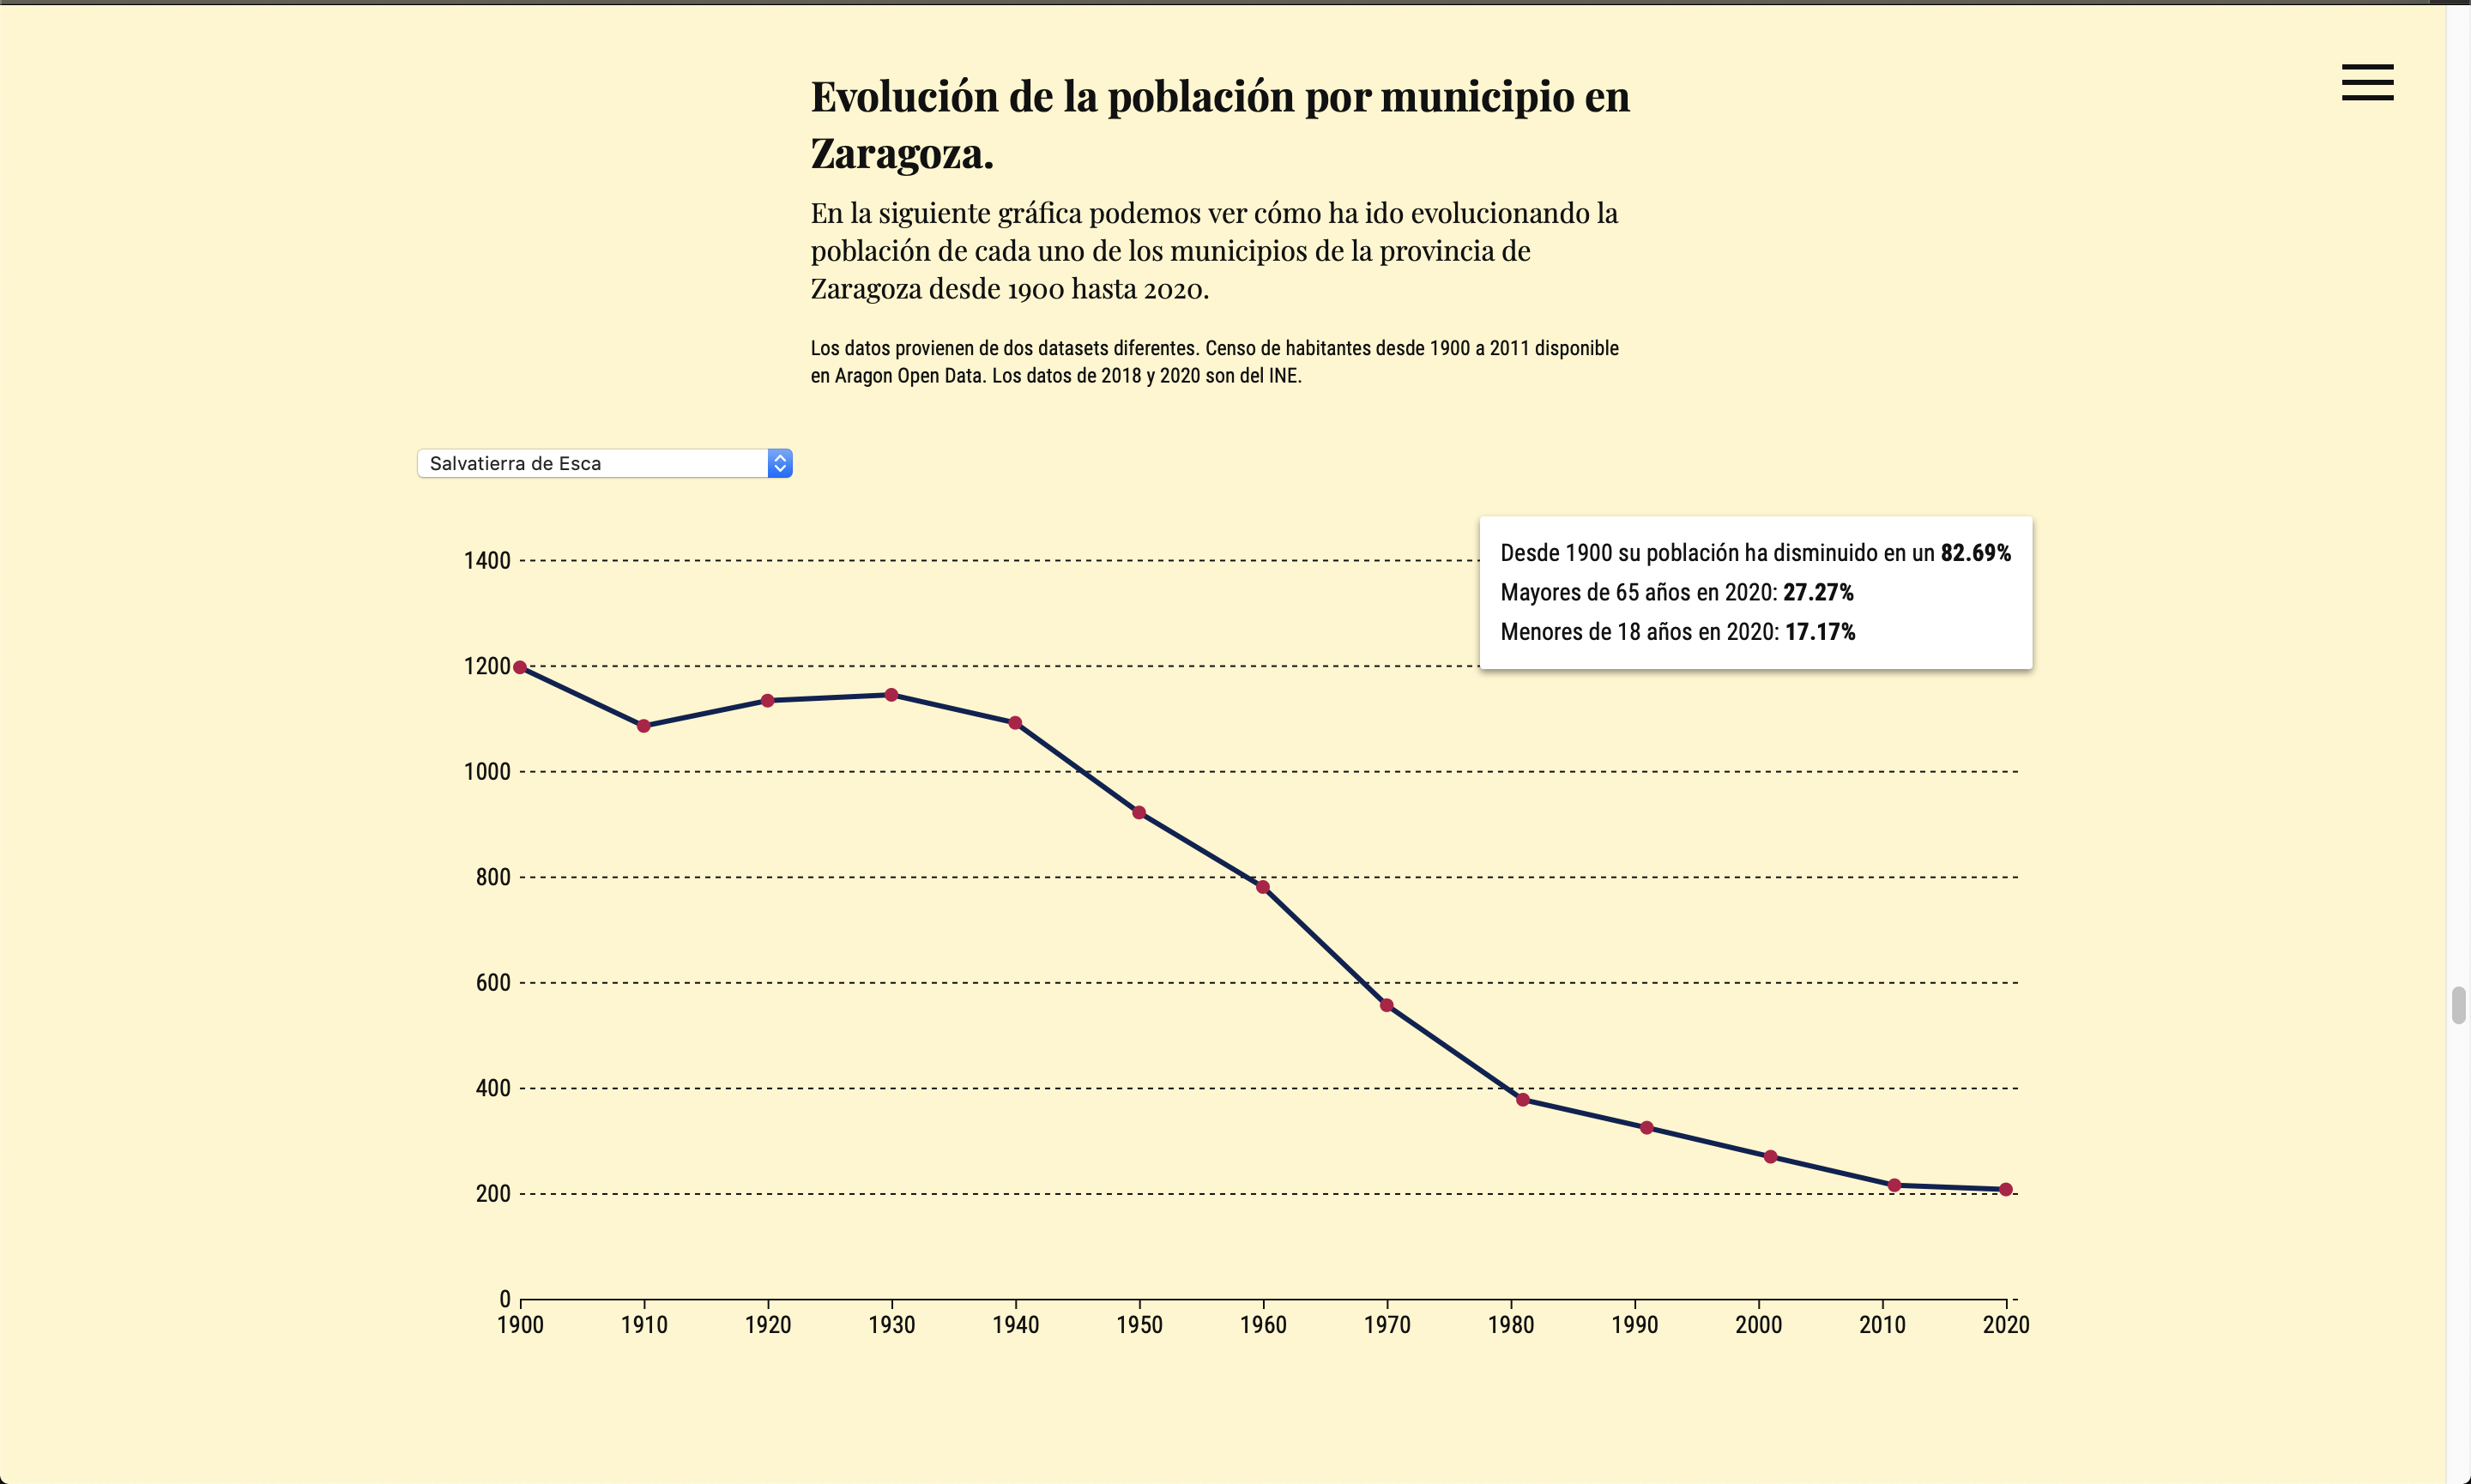 Evolución de la población por municipio en
Zaragoza.
En la siguiente gráfica podemos ver cómo ha ido evolucionando la
población de cada uno de los municipios de la provincia de
Zaragoza desde 1900 hasta 2020.
Los datos provienen de dos datasets diferentes. Censo de habitantes desde 1900 a 2011 disponible
en Aragon Open Data. Los datos de 2018 y 2020 son del INE.
Salvatierra de Esca
Desde 1900 su población ha disminuido en un 82.69%
Mayores de 65 años en 2020: 27.27%
Menores de 18 años en 2020: 17.17%
1400
1200
1000
800
600
400
200
0
1900 1910 1920 1930 1940 1950 1960 1970 1980 1990 2000 2010 2020